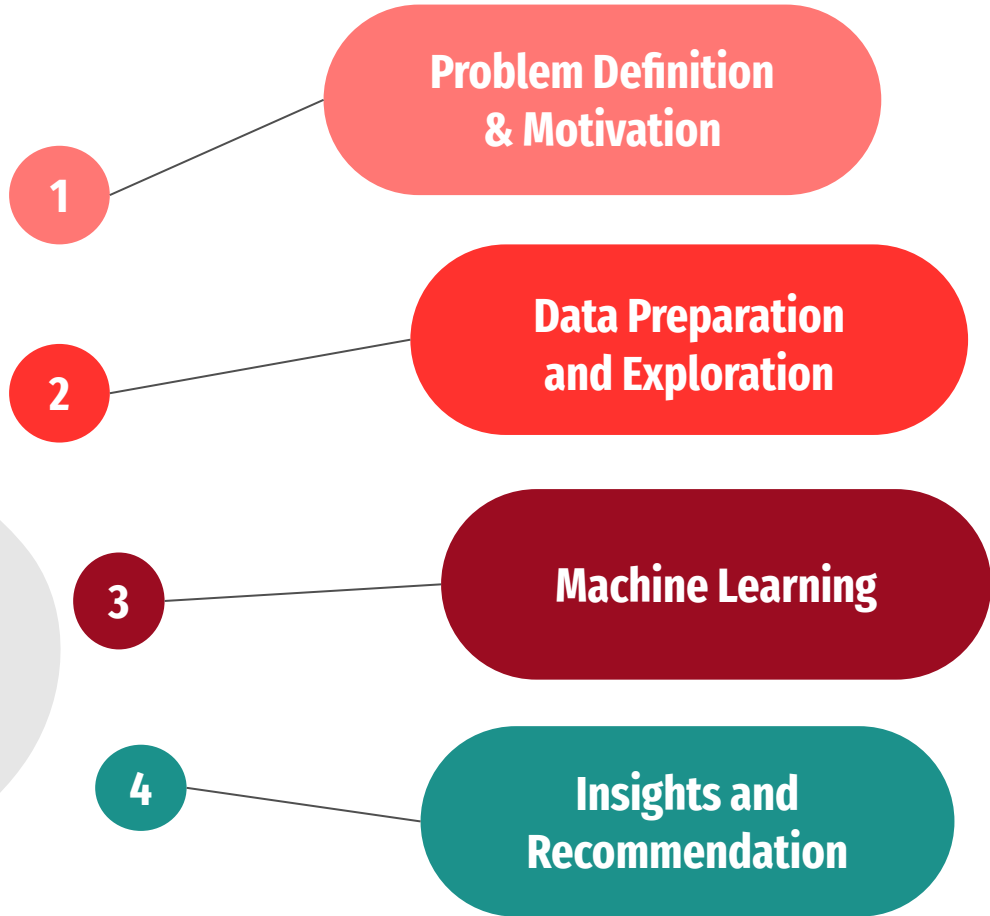 1
Problem Definition
& Motivation
2
Data Preparation
and Exploration
3
Machine Learning
4
Insights and
Recommendation